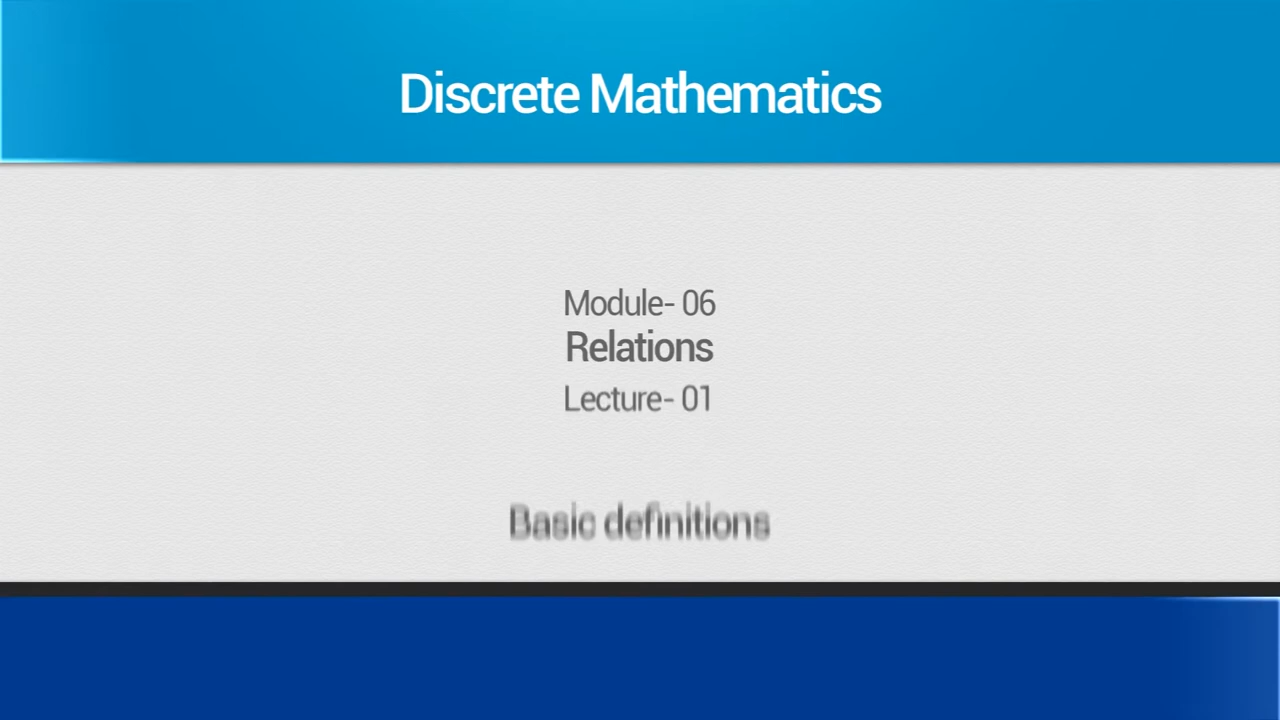 Discrete Mathematics
Module- 06
Relations
Lecture- 01
Basic definitions